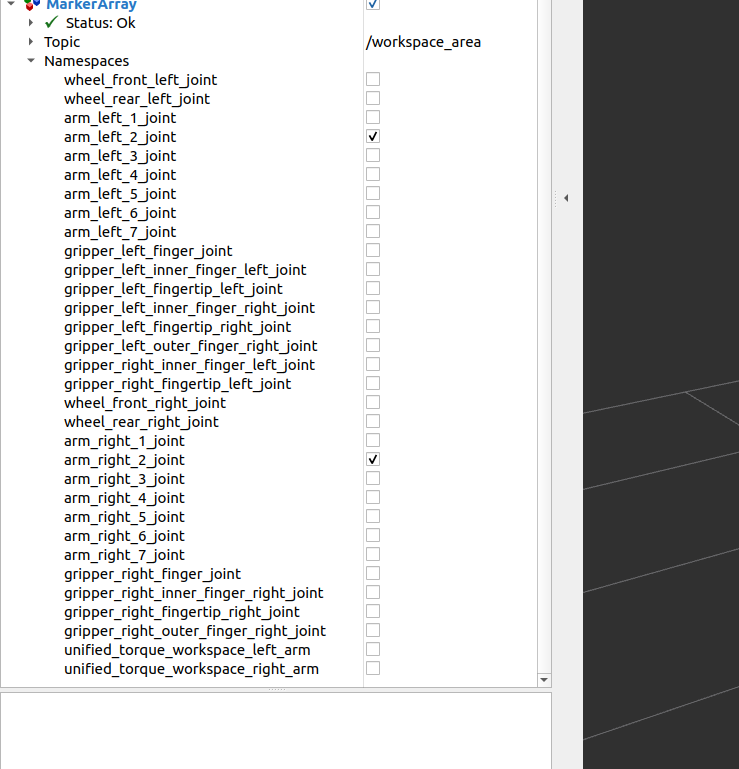 MarkerArray
Status: Ok
Topic /workspace_area
Namespaces
wheel_front_left_joint
wheel_rear_left_joint
arm_left_1_joint
arm_left_2_joint
arm_left_3_joint
arm_left_4_joint
arm_left_5_joint
arm_left_6_joint
arm_left_7_joint
gripper_left_finger_joint
gripper_left_inner_finger_left_joint
gripper_left_fingertip_left_joint
gripper_left_inner_finger_right_joint
gripper_left_fingertip_right_joint
gripper_left_outer_finger_right_joint
gripper_right_inner_finger_left_joint
gripper_right_fingertip_left_joint
wheel_front_right_joint
wheel_rear_right_joint
arm_right_1_joint
arm_right_2_joint
arm_right_3_joint
arm_right_4_joint
arm_right_5_joint
arm_right_6_joint
arm_right_7_joint
gripper_right_finger_joint
gripper_right_inner_finger_right_joint
gripper_right_fingertip_right_joint
gripper_right_outer_finger_right_joint
unified_torque_workspace_left_arm
unified_torque_workspace_right_arm